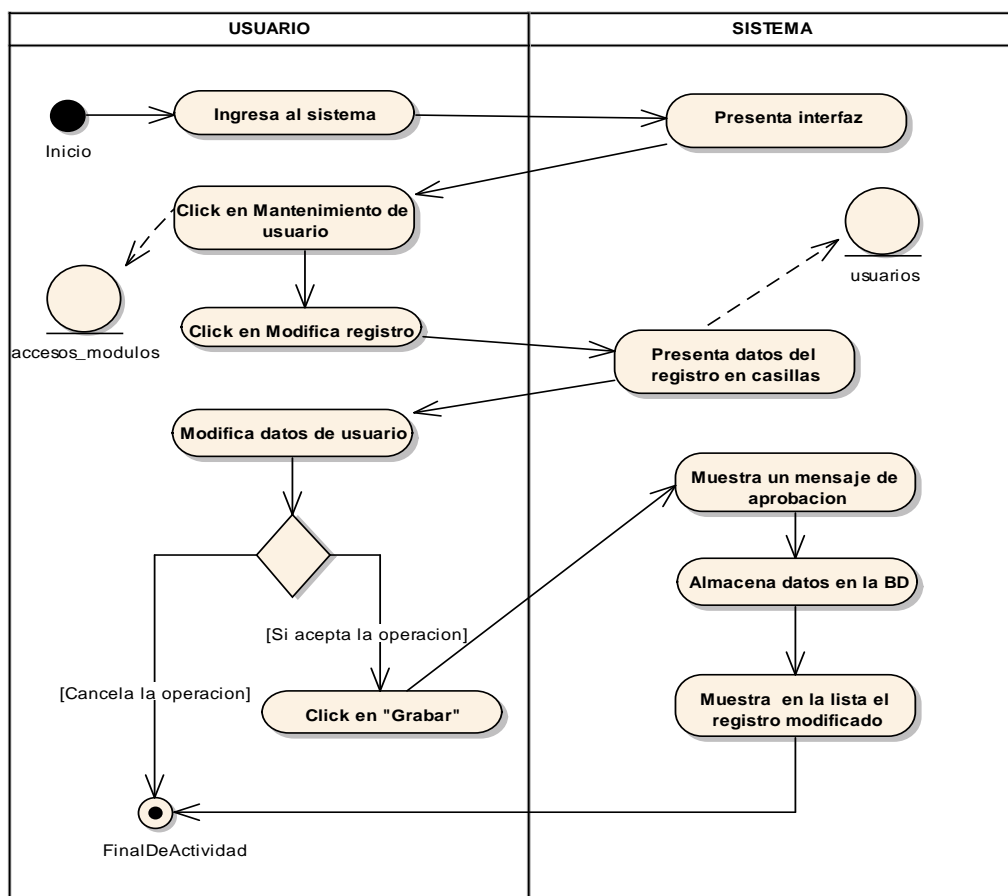 USUARIO
SISTEMA
Ingresa al sistema
Presenta interfaz
Inicio
Click en Mantenimiento de
usuario
usuarios
Click en Modifica registro
accesos_modulos
Presenta datos del
registro en casillas
Modifica datos de usuario
Muestra un mensaje de
aprobacion
Almacena datos en la BD
[Si acepta la operacion]
[Cancela la operacion]
Click en "Grabar"
Muestra en la lista el
registro modificado
FinalDeActividad